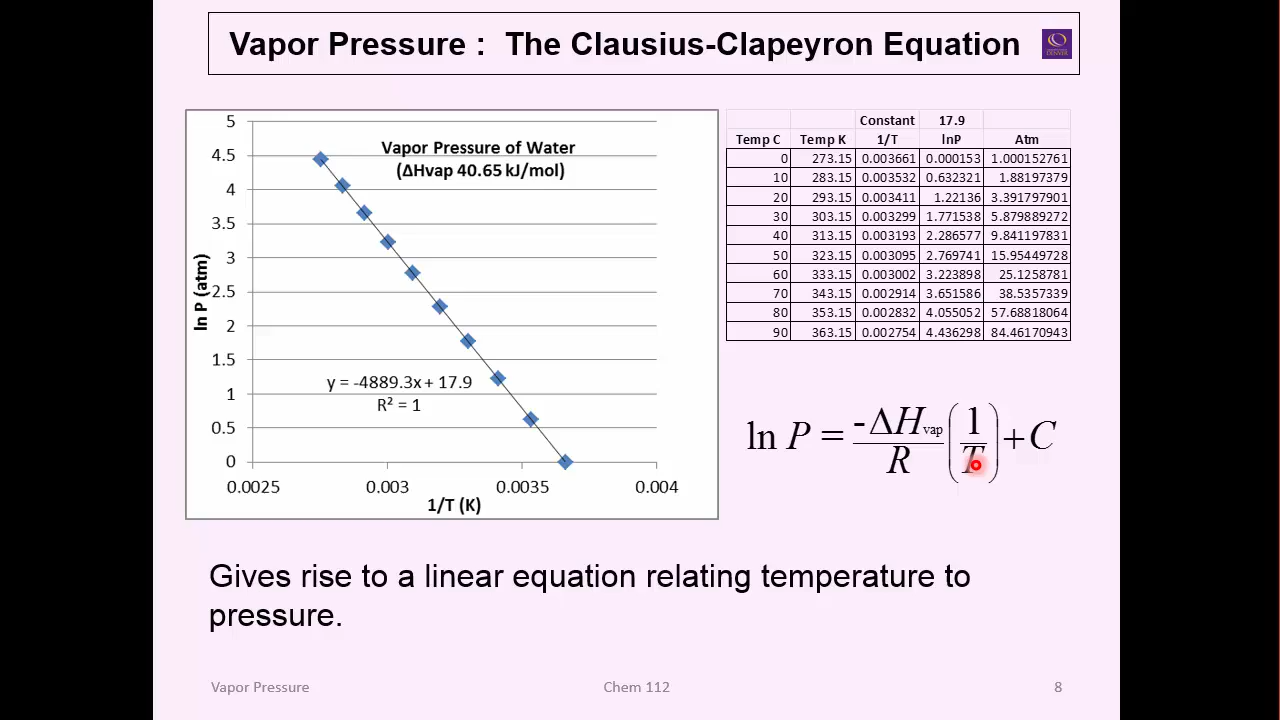 Vapor Pressure :  The Clausius-Clapeyron Equation
5
4.5
4
3.5
3
2.5
2
1.5
1
0.5
0
ln P (atm)
Vapor Pressure of Water
(ΔHvap 40.65 kJ/mol)
y = -4889.3x + 17.9
R² = 1
0.0025 0.003 0.0035 0.004
1/T (K)
Constant 17.9
Temp C Temp K 1/T lnP Atm
0 273.15 0.003661 0.000153 1.000152761
10 283.15 0.003532 0.632321 1.88197379
20 293.15 0.003411 1.22136 3.391797901
30 303.15 0.003299 1.771538 5.879889272
40 313.15 0.003193 2.286577 9.841197831
50 323.15 0.003095 2.769741 15.95449728
60 333.15 0.003002 3.223898 25.1258781
70 343.15 0.002914 3.651586 38.5357339
80 353.15 0.002832 4.055052 57.68818064
90 363.15 0.002754 4.436298 84.46170943
ln P = -ΔHvap/R (1/T) + C
Gives rise to a linear equation relating temperature to
pressure.
Vapor Pressure Chem 112 8